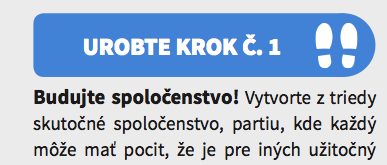 UROBTE KROK Č. 1
Budujte spoločenstvo! Vytvorte z triedy
skutočné spoločenstvo, partiu, kde každý
môže mať pocit, že je pre iných užitočný